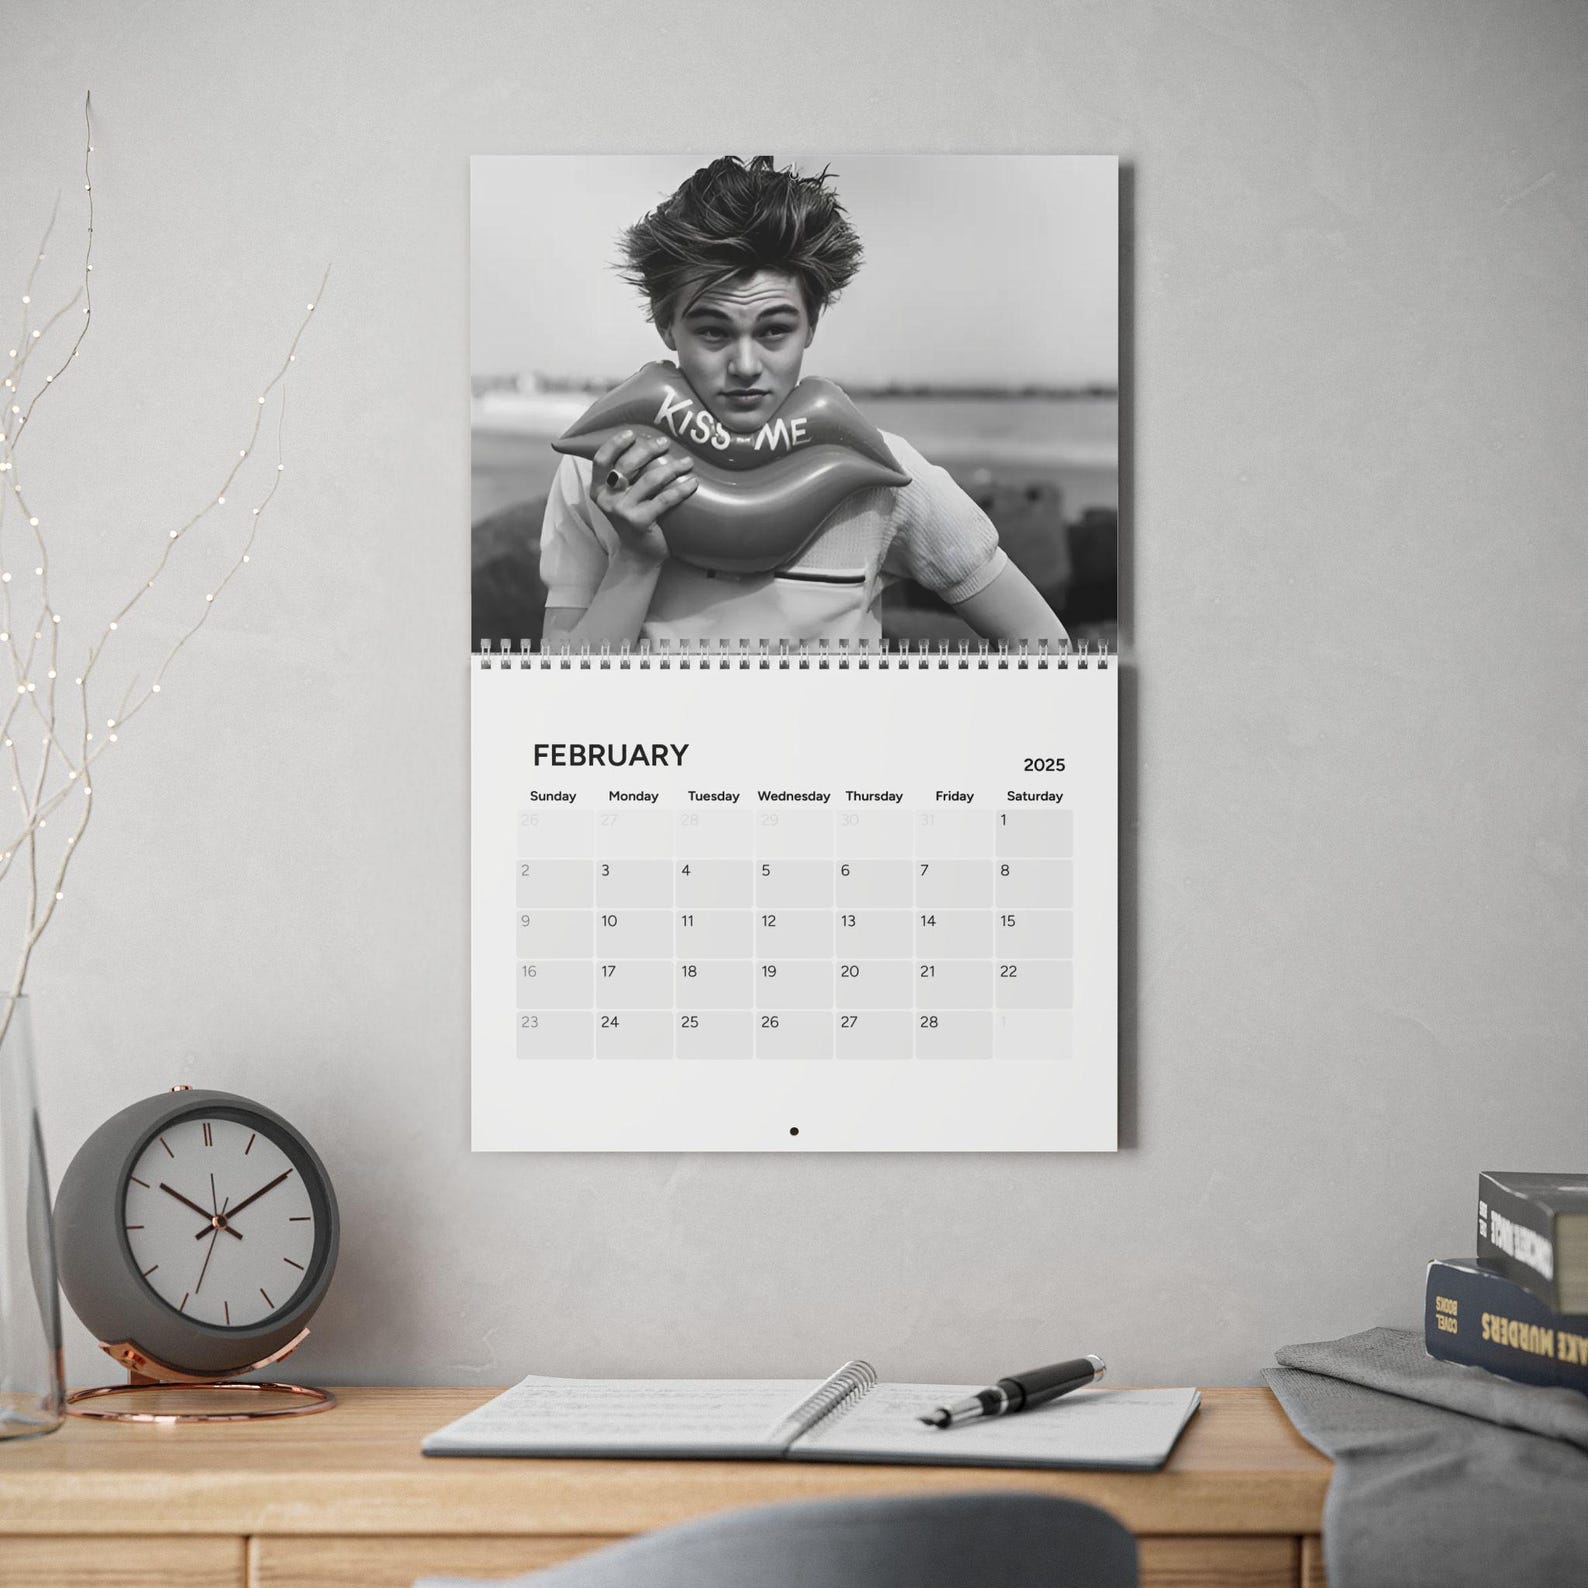 KISS ME
FEBRUARY
2025
Sunday Monday Tuesday Wednesday Thursday Friday Saturday
26 27 28 29 30 31 1
2 3 4 5 6 7 8
9 10 11 12 13 14 15
16 17 18 19 20 21 22
23 24 25 26 27 28 1
CONCRETE
COVEL
BOOKS
AKE MURDERS